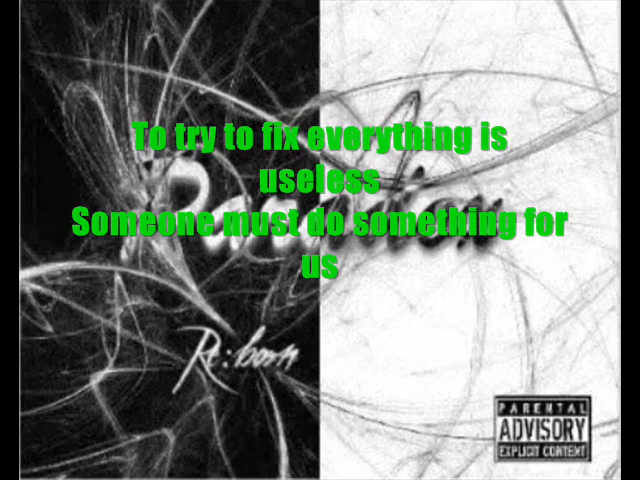 To try to fix everything is
useless
Someone must do something for
us
Re:born
PARENTAL
ADVISORY
EXPLICIT CONTENT